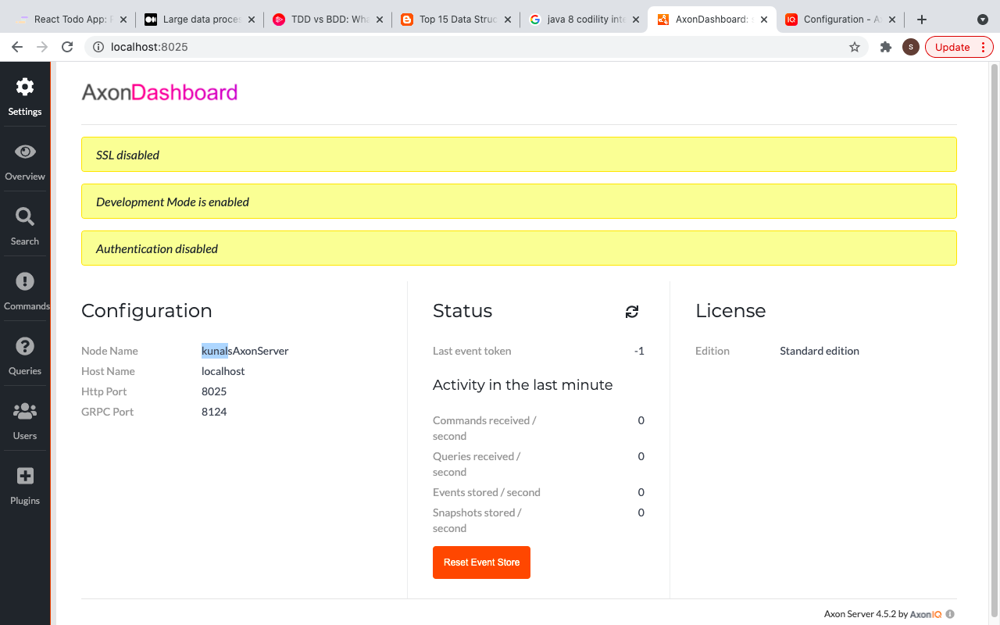 React Todo App: F
Large data proces
TDD vs BDD: Wha
Top 15 Data Struc
java 8 codility inte
AxonDashboard: s
Configuration - Ax
localhost:8025
S
Update
AxonDashboard
Settings
Overview
Search
Commands
Queries
Users
Plugins
SSL disabled
Development Mode is enabled
Authentication disabled
Configuration
Node Name kunalsAxonServer
Host Name localhost
Http Port 8025
GRPC Port 8124
Status
Last event token -1
Activity in the last minute
Commands received / second 0
Queries received / second 0
Events stored / second 0
Snapshots stored / second 0
Reset Event Store
License
Edition Standard edition
Axon Server 4.5.2 by AxonIQ